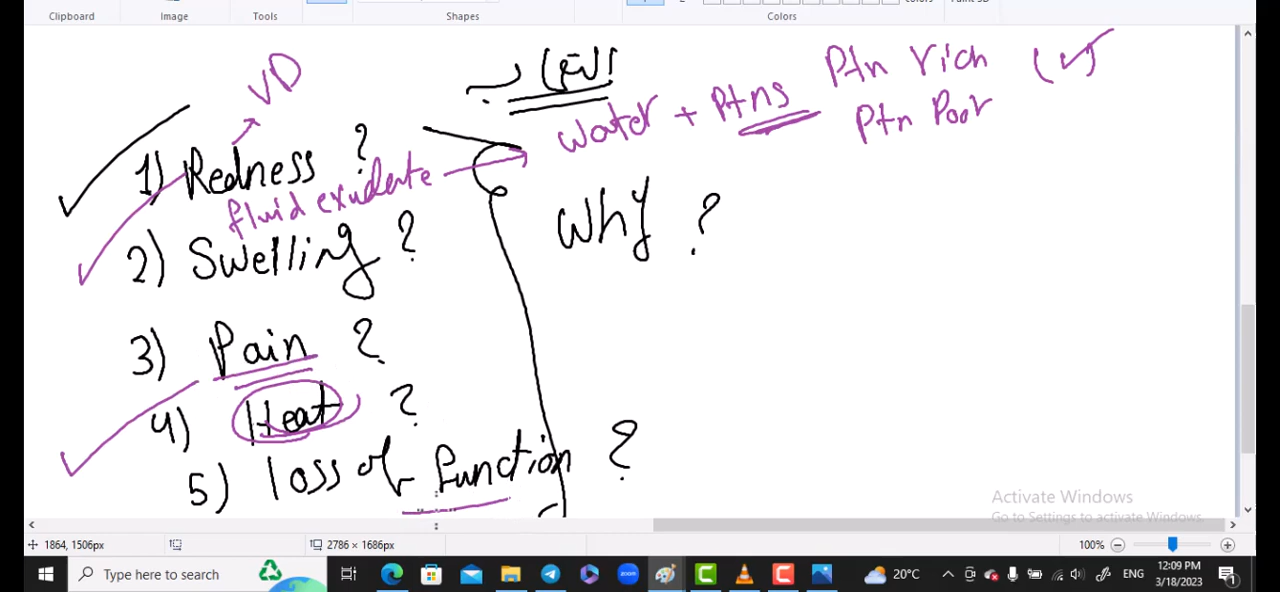 Clipboard
Image
Tools
Shapes
Colors
VD
water + Ptns
Ptn rich (✓)
Ptn Poor
1) Redness ?
fluid exudate →
Why ?
2) Swelling ?
3) Pain ?
4) Heat ?
5) loss of function ?
Activate Windows
Go to Settings to activate Windows.
1864, 1506px
2786 × 1686px
100%
Type here to search
zoom
20°C
ENG
12:09 PM
3/18/2023
1